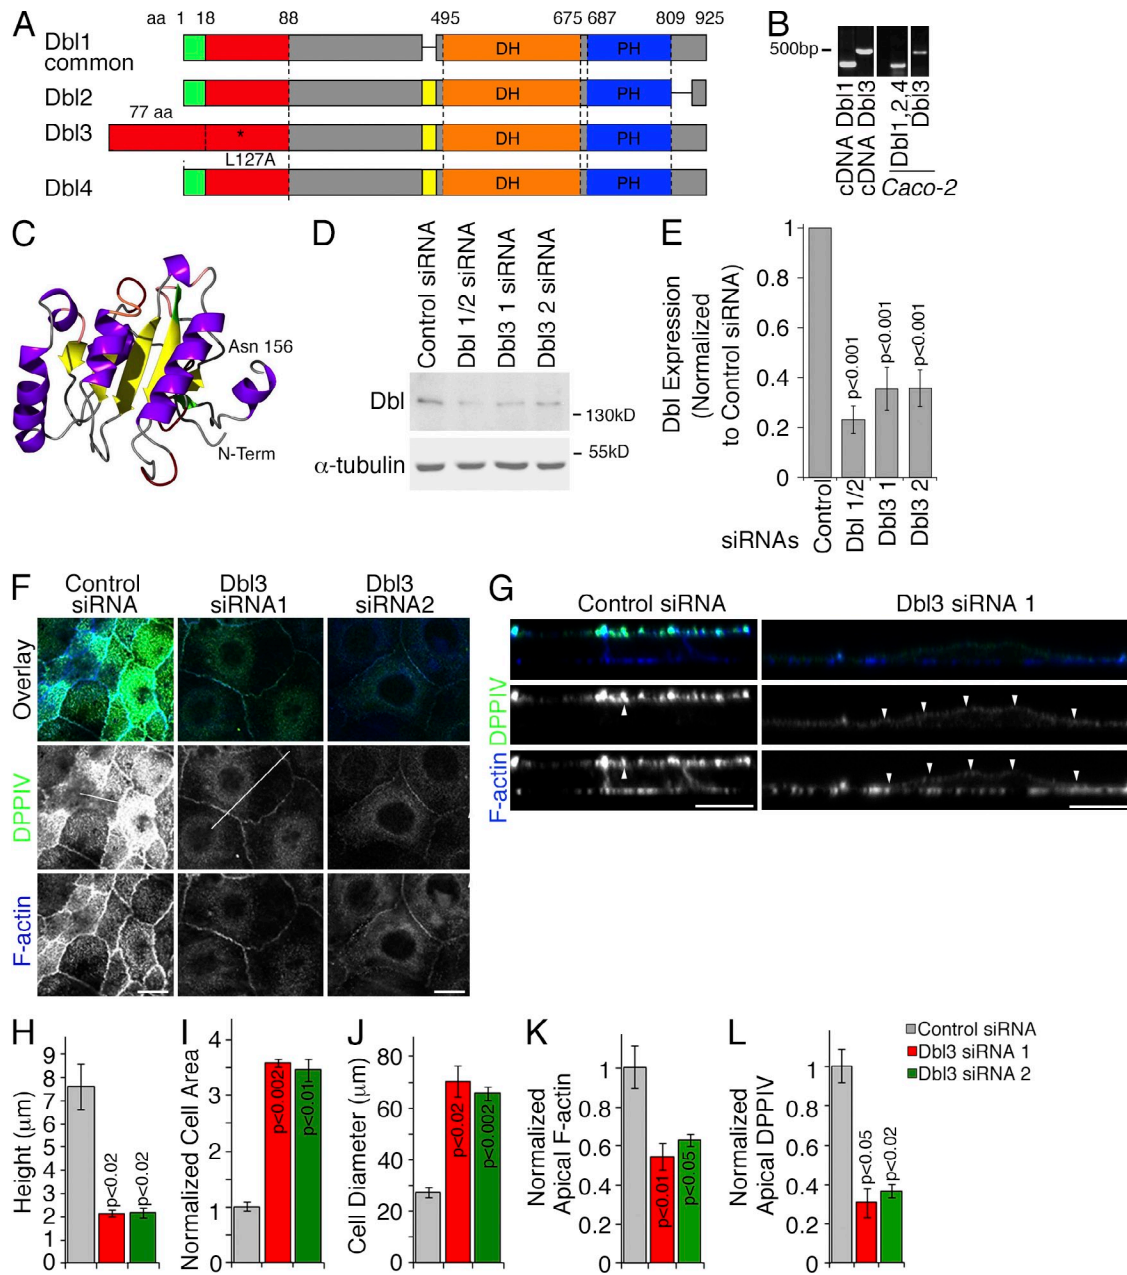 A
aa 1 18 88 495 675 687 809 925
Dbl1
common
DH PH
Dbl2
DH PH
77 aa
Dbl3
*
DH PH
L127A
Dbl4
DH PH
B
500bp
cDNA Dbl1
cDNA Dbl3
Dbl1,2,4
Dbl3
Caco-2
C
Asn 156
N-Term
D
Control siRNA
Dbl 1/2 siRNA
Dbl3 1 siRNA
Dbl3 2 siRNA
Dbl
130kD
55kD
α-tubulin
E
Dbl Expression
(Normalized
to Control siRNA)
1
0.8
0.6
0.4
0.2
0
p<0.001
p<0.001
p<0.001
siRNAs
Control
Dbl 1/2
Dbl3 1
Dbl3 2
F
Control
siRNA
Dbl3
siRNA1
Dbl3
siRNA2
Overlay
DPPIV
F-actin
G
Control siRNA
Dbl3 siRNA 1
F-actin DPPIV
H
Height (µm)
9
8
7
6
5
4
3
2
1
0
p<0.02
p<0.02
I
Normalized Cell Area
4
3
2
1
0
p<0.002
p<0.01
J
Cell Diameter (µm)
80
60
40
20
0
p<0.02
p<0.002
K
Normalized
Apical F-actin
1
0.8
0.6
0.4
0.2
0
p<0.01
p<0.05
L
Normalized
Apical DPPIV
1
0.8
0.6
0.4
0.2
0
p<0.05
p<0.02
Control siRNA
Dbl3 siRNA 1
Dbl3 siRNA 2